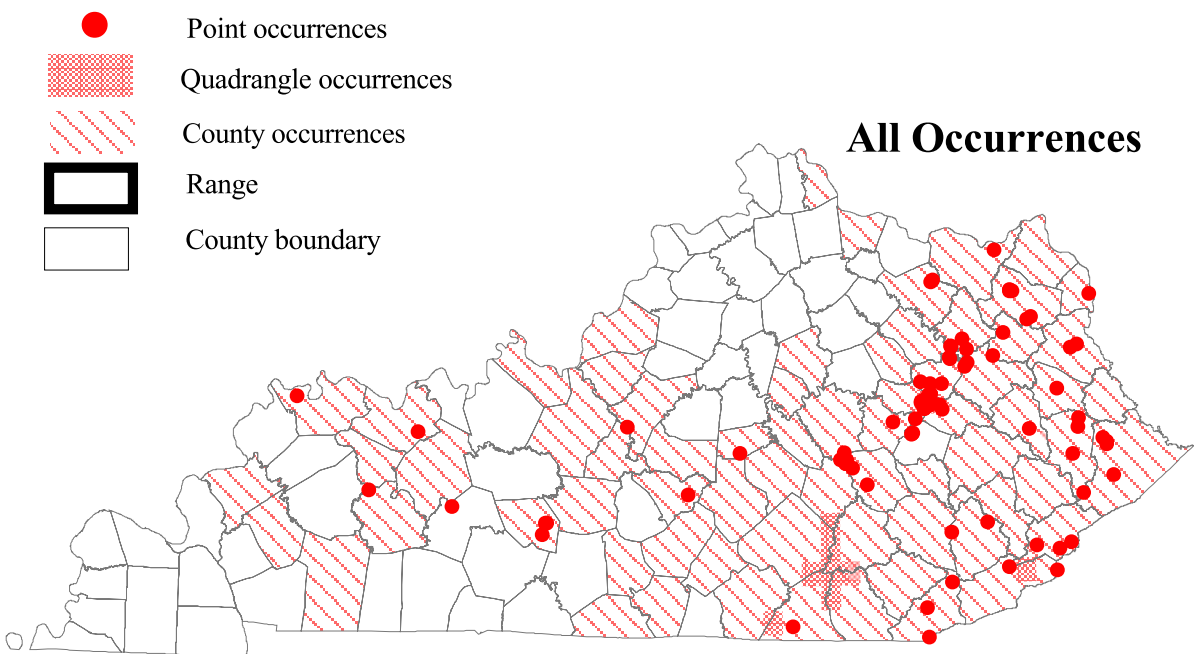 Point occurrences
Quadrangle occurrences
County occurrences
All Occurrences
Range
County boundary